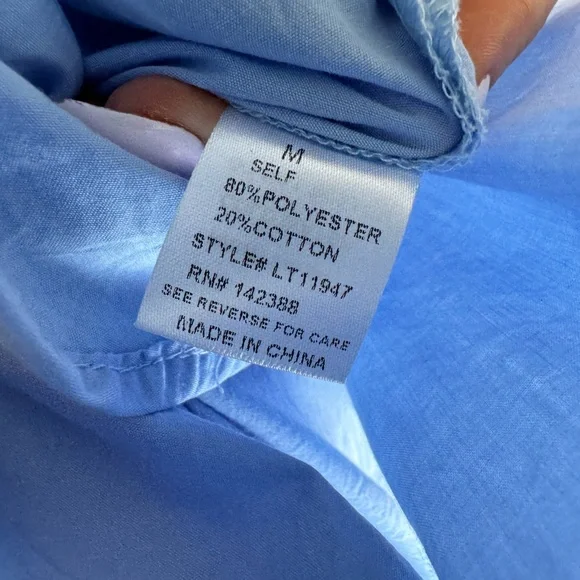 M
SELF
80%POLYESTER
20%COTTON
STYLE# LT11947
RN# 142388
SEE REVERSE FOR CARE
MADE IN CHINA